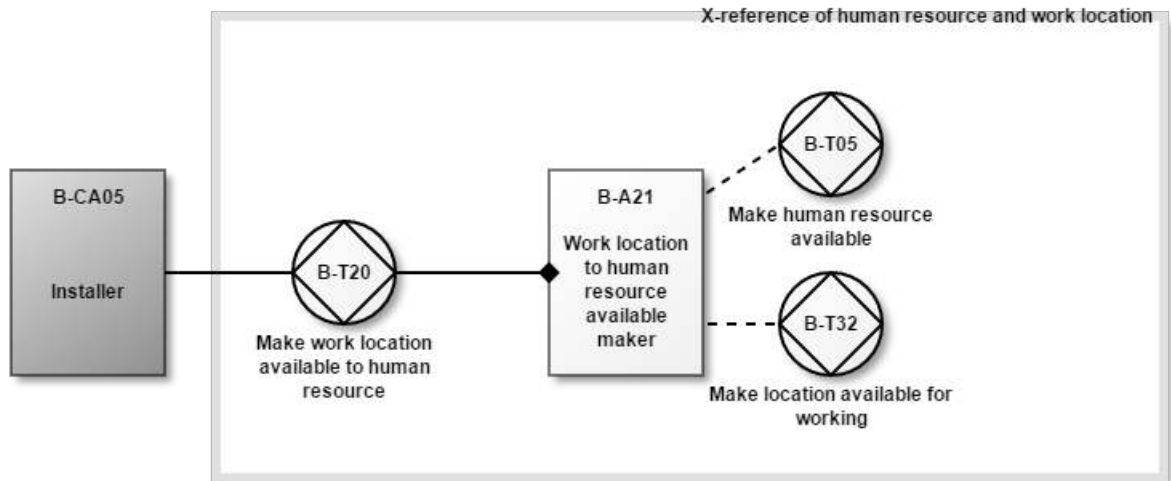 X-reference of human resource and work location
B-CA05
Installer
B-T20
Make work location
available to human
resource
B-A21
Work location
to human
resource
available
maker
B-T05
Make human resource
available
B-T32
Make location available for
working